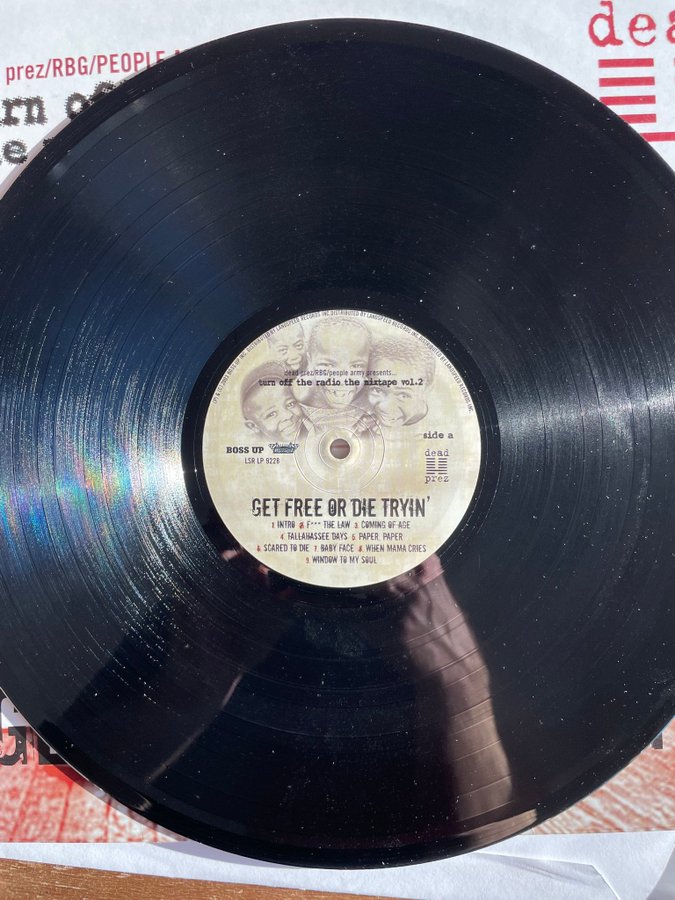 prez/RBG/PEOPLE
dead prez/RBG/people army presents...
turn off the radio the mixtape vol.2
side a
BOSS UP
LSR LP 9228
dead
prez
GET FREE OR DIE TRYIN'
1. INTRO 2. F*** THE LAW 3. COMING OF AGE
4. TALLAHASSEE DAYS 5. PAPER, PAPER
6. SCARED TO DIE 7. BABY FACE 8. WHEN MAMA CRIES
9. WINDOW TO MY SOUL